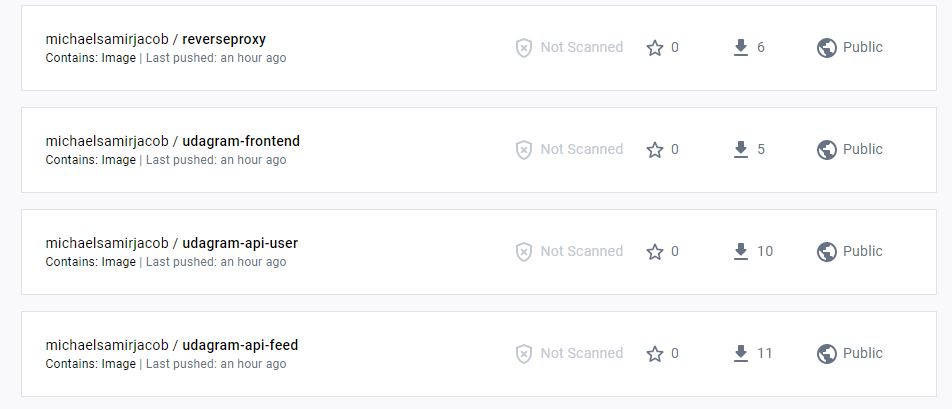 michaelsamirjacob / reverseproxy Not Scanned 0 6 Public
Contains: Image | Last pushed: an hour ago
michaelsamirjacob / udagram-frontend Not Scanned 0 5 Public
Contains: Image | Last pushed: an hour ago
michaelsamirjacob / udagram-api-user Not Scanned 0 10 Public
Contains: Image | Last pushed: an hour ago
michaelsamirjacob / udagram-api-feed Not Scanned 0 11 Public
Contains: Image | Last pushed: an hour ago